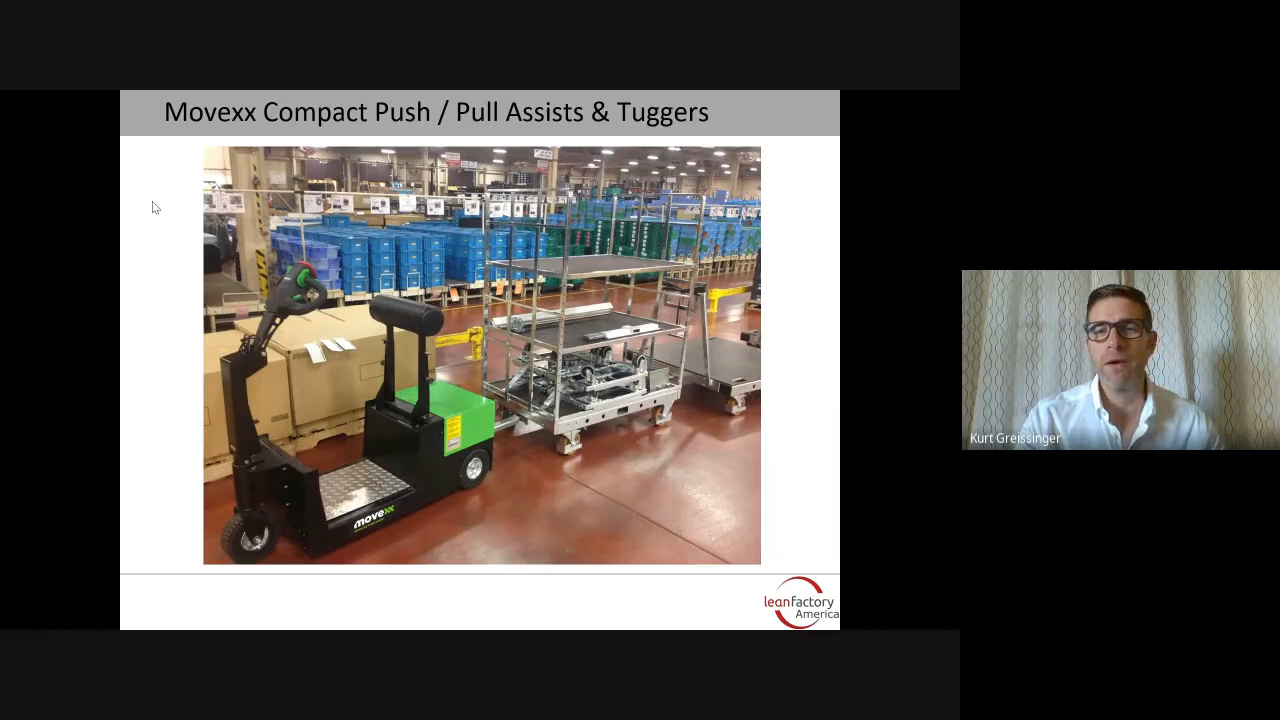 Movexx Compact Push / Pull Assists & Tuggers
movexx
leanfactory
America
Kurt Greissinger